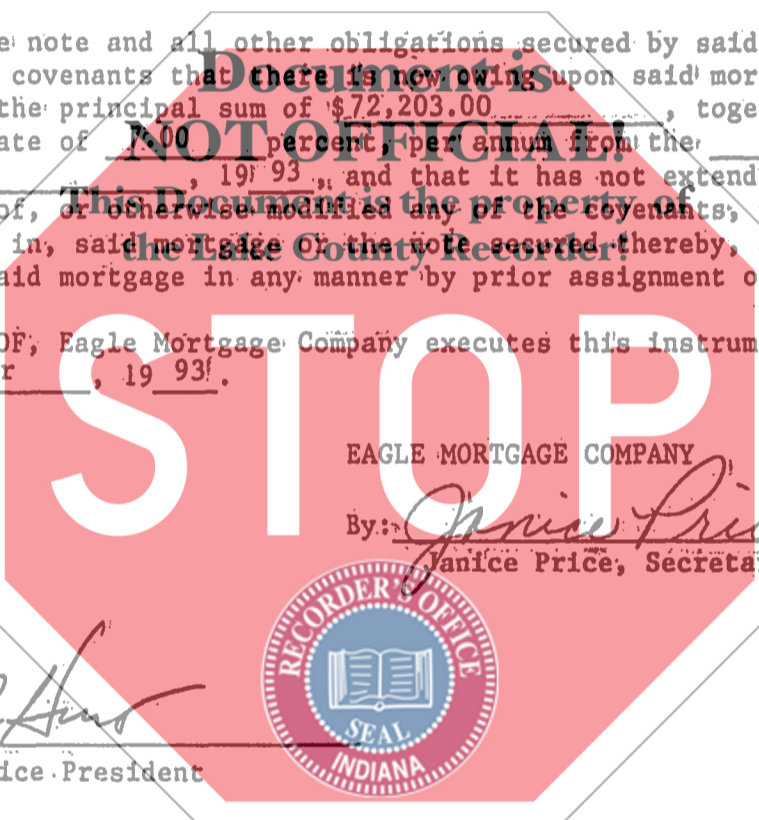 e note and all other obligations secured by said
covenants that there is now owing upon said mor
the principal sum of $72,203.00, toge
ate of .00 percent, per annum from the
, 19 93, and that it has not extend
of, or otherwise modified any of the covenants,
in, said mortgage or the note secured thereby,
aid mortgage in any manner by prior assignment o
OF, Eagle Mortgage Company executes this instrum
r, 19 93.
EAGLE MORTGAGE COMPANY
By: Janice Pric
Janice Price, Secreta
ice President
Document is
NOT OFFICIAL!
This Document is the property of
the Lake County Recorder!
STOP
RECORDER'S OFFICE
SEAL
INDIANA